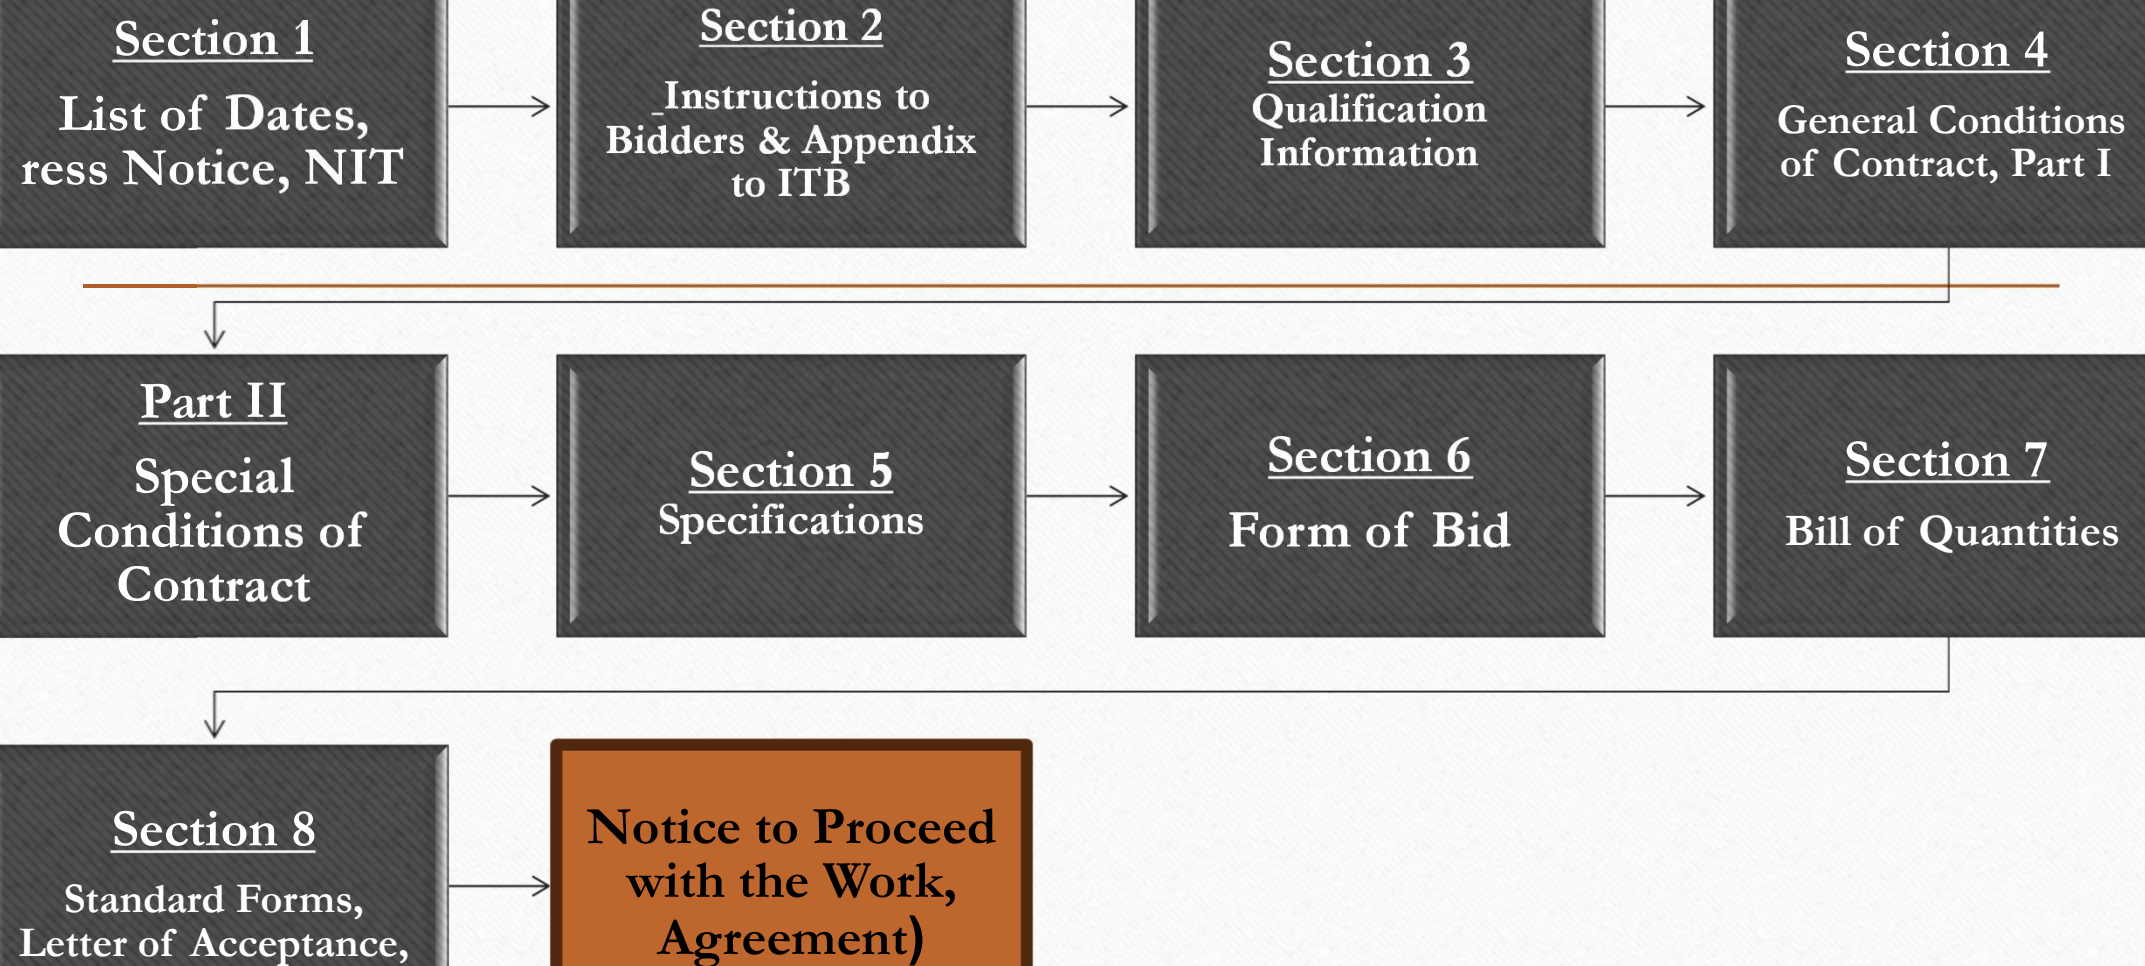 Section 1
List of Dates,
ress Notice, NIT
Section 2
Instructions to
Bidders & Appendix
to ITB
Section 3
Qualification
Information
Section 4
General Conditions
of Contract, Part I
Part II
Special
Conditions of
Contract
Section 5
Specifications
Section 6
Form of Bid
Section 7
Bill of Quantities
Section 8
Standard Forms,
Letter of Acceptance,
Notice to Proceed
with the Work,
Agreement)